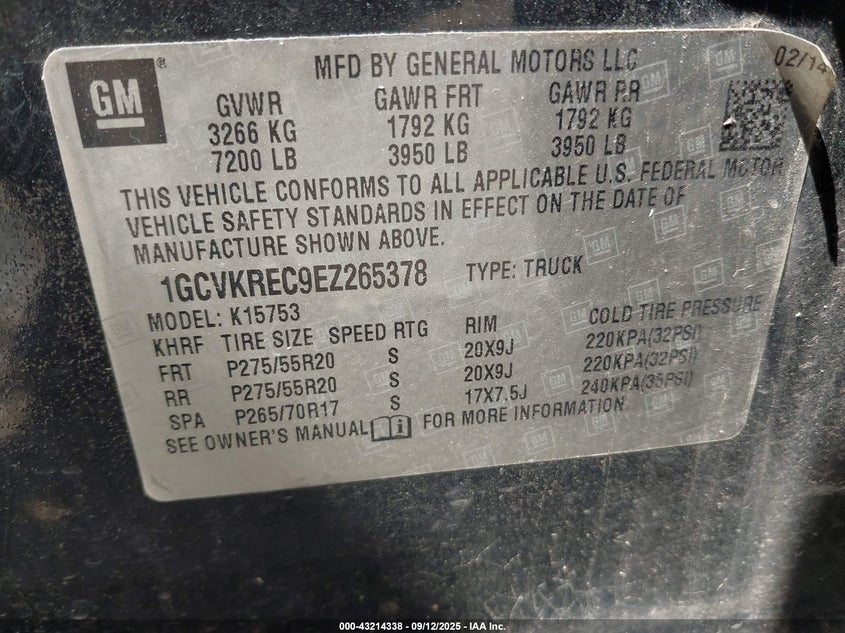 GM ®
MFD BY GENERAL MOTORS LLC 02/14
GVWR GAWR FRT GAWR RR
3266 KG 1792 KG 1792 KG
7200 LB 3950 LB 3950 LB
THIS VEHICLE CONFORMS TO ALL APPLICABLE U.S. FEDERAL MOTOR
VEHICLE SAFETY STANDARDS IN EFFECT ON THE DATE OF
MANUFACTURE SHOWN ABOVE.
1GCVKREC9EZ265378 TYPE: TRUCK
MODEL: K15753
KHRF TIRE SIZE SPEED RTG RIM COLD TIRE PRESSURE
FRT P275/55R20 S 20X9J 220KPA(32PSI)
RR P275/55R20 S 20X9J 220KPA(32PSI)
SPA P265/70R17 S 17X7.5J 240KPA(35PSI)
SEE OWNER'S MANUAL i FOR MORE INFORMATION.
000-43214338 - 09/12/2025 - IAA Inc.